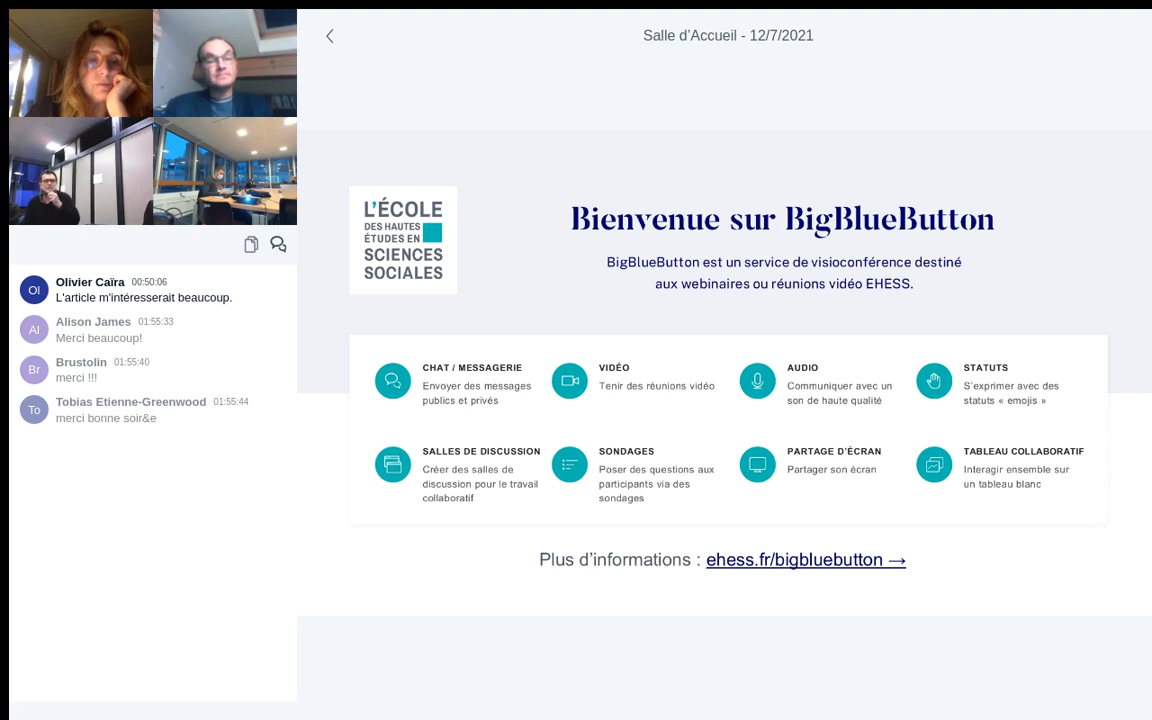 Salle d'Accueil - 12/7/2021
Ol
Olivier Caïra 00:50:06
L'article m'intéresserait beaucoup.
Al
Alison James 01:55:33
Merci beaucoup!
Br
Brustolin 01:55:40
merci !!!
To
Tobias Etienne-Greenwood 01:55:44
merci bonne soir&e
L'ÉCOLE
DES HAUTES
ÉTUDES EN
SCIENCES
SOCIALES
Bienvenue sur BigBlueButton
BigBlueButton est un service de visioconférence destiné
aux webinaires ou réunions vidéo EHESS.
CHAT / MESSAGERIE
Envoyer des messages
publics et privés
VIDÉO
Tenir des réunions vidéo
AUDIO
Communiquer avec un
son de haute qualité
STATUTS
S'exprimer avec des
statuts « emojis »
SALLES DE DISCUSSION
Créer des salles de
discussion pour le travail
collaboratif
SONDAGES
Poser des questions aux
participants via des
sondages
PARTAGE D'ÉCRAN
Partager son écran
TABLEAU COLLABORATIF
Interagir ensemble sur
un tableau blanc
Plus d'informations : ehess.fr/bigbluebutton →